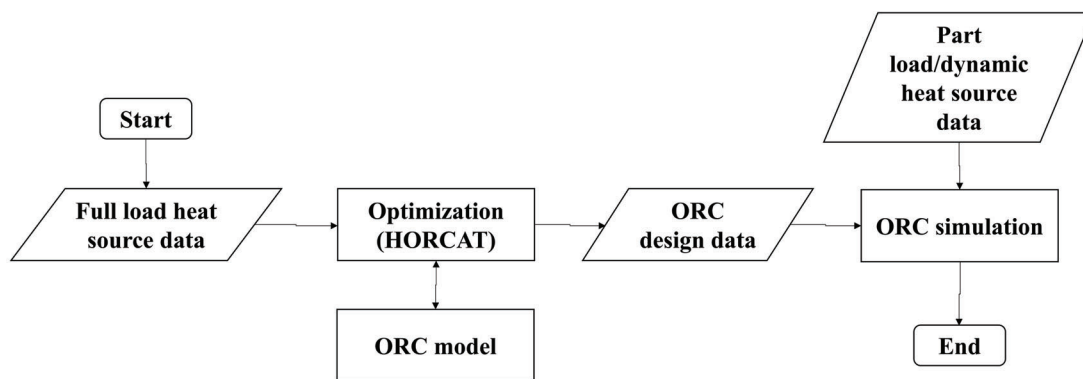 Start
Full load heat
source data
Optimization
(HORCAT)
ORC model
ORC
design data
Part
load/dynamic
heat source
data
ORC simulation
End